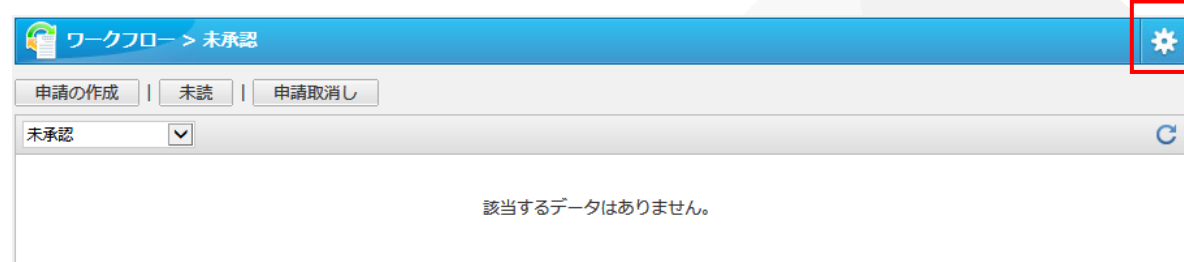 ワークフロー > 未承認
申請の作成 | 未読 | 申請取消し
未承認
該当するデータはありません。